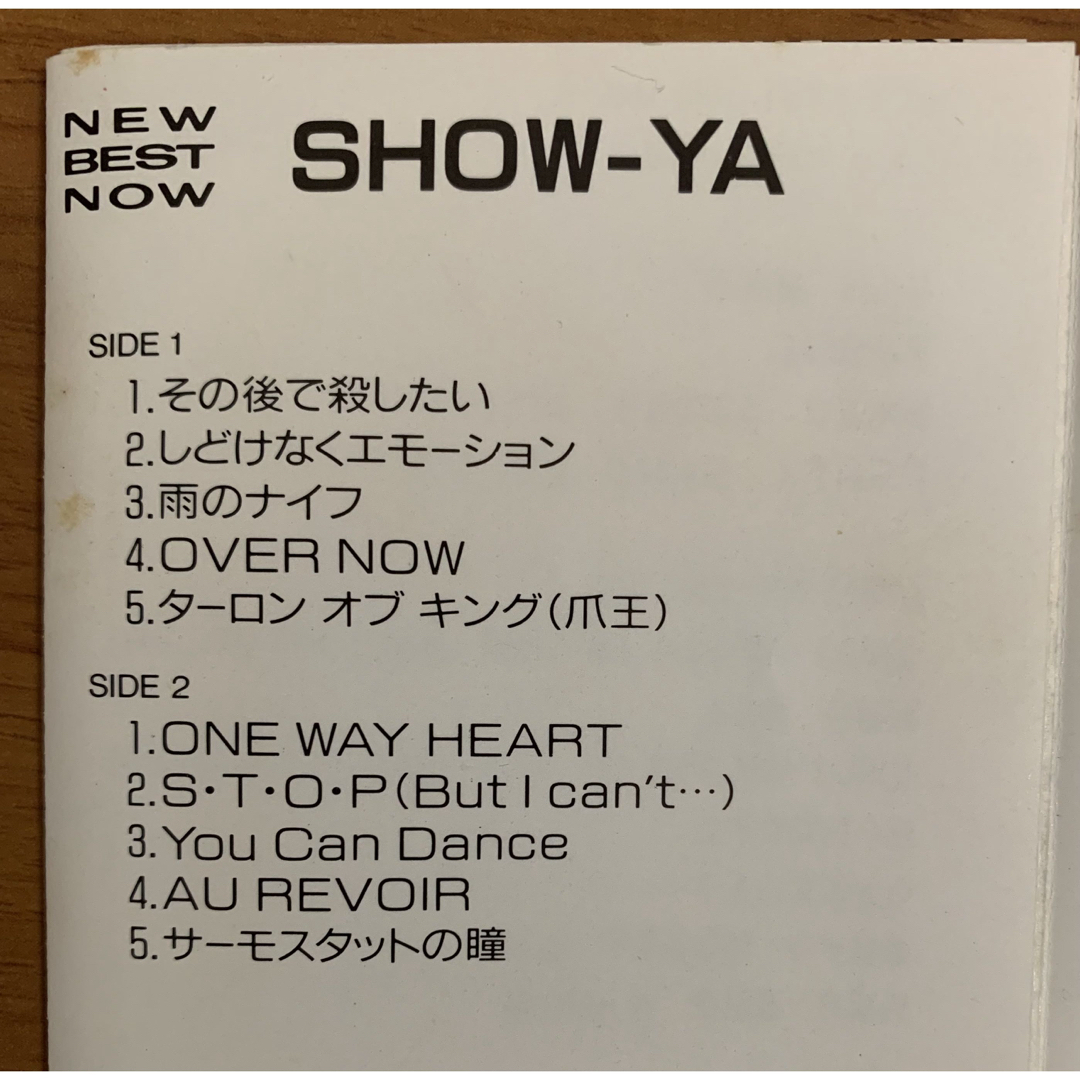 NEW
BEST
NOW
SHOW-YA
SIDE 1
1.その後で殺したい
2.しどけなくエモーション
3.雨のナイフ
4.OVER NOW
5.ターロン オブ キング(爪王)
SIDE 2
1.ONE WAY HEART
2.S・T・O・P(But I can't…)
3.You Can Dance
4.AU REVOIR
5.サーモスタットの瞳